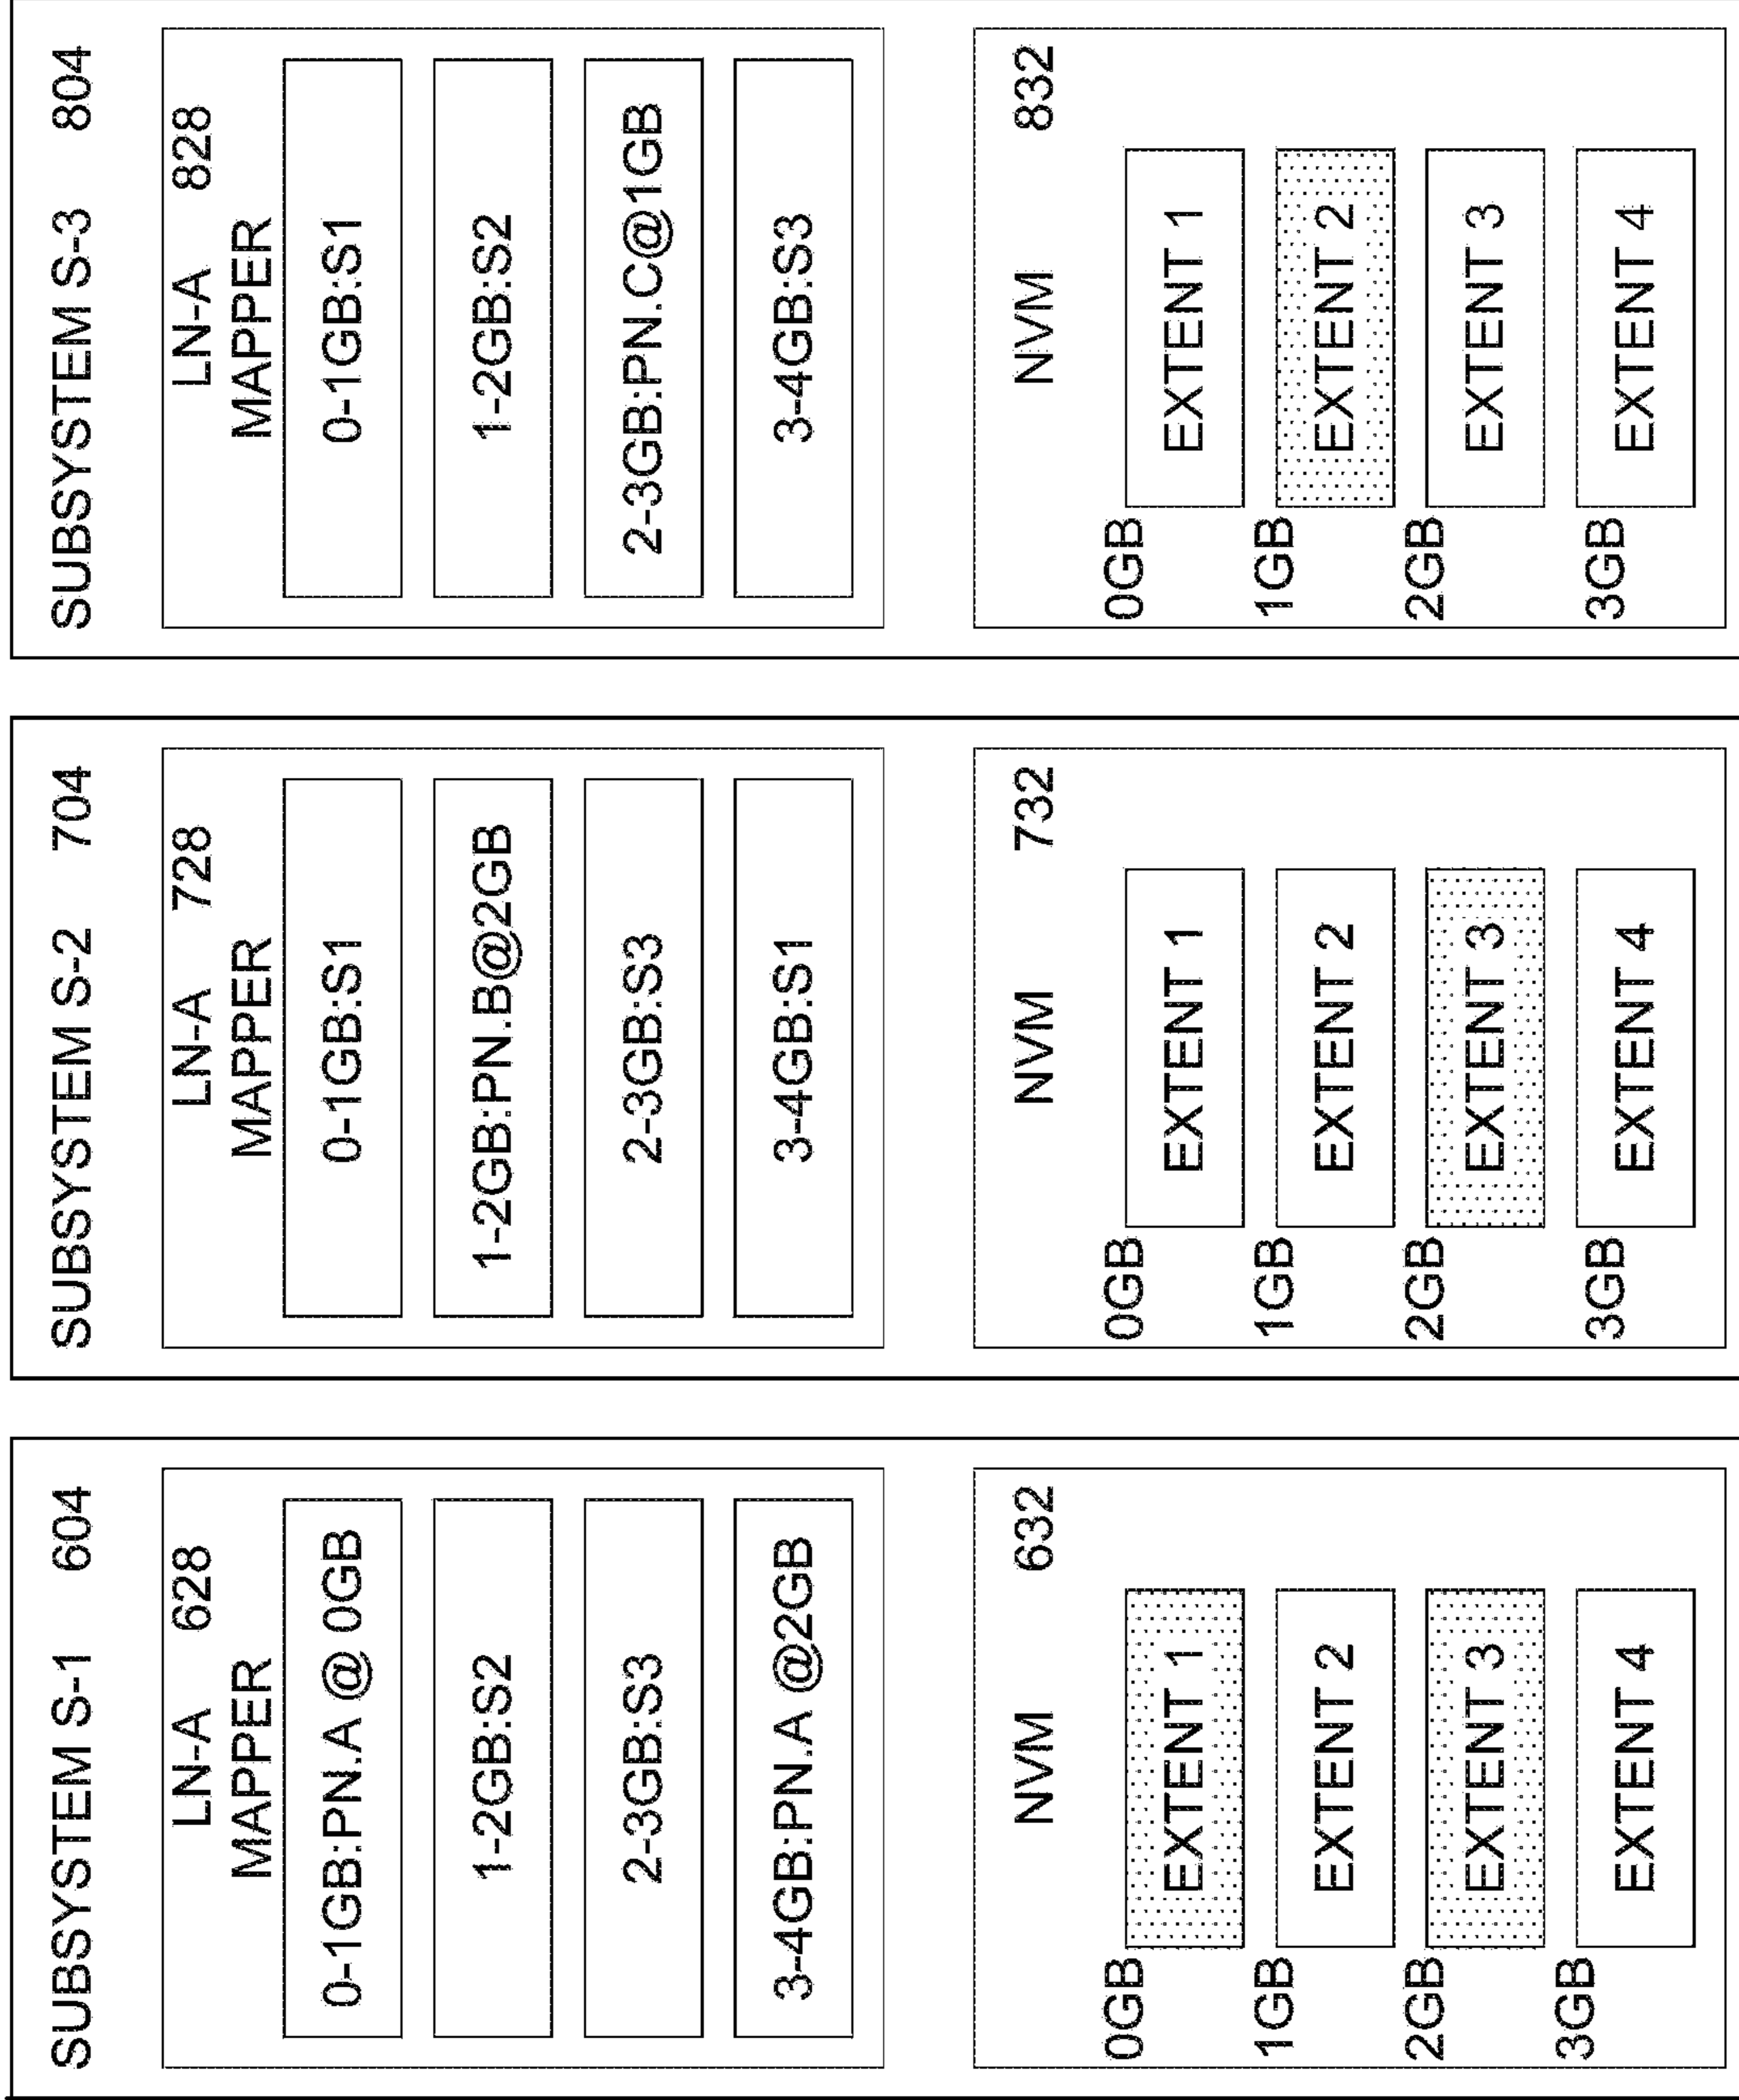 SUBSYSTEM S-1 604
LN-A 628
MAPPER
0-1GB:PN.A @ 0GB
1-2GB:S2
2-3GB:S3
3-4GB:PN.A @2GB
NVM 632
0GB
EXTENT 1
1GB
EXTENT 2
2GB
EXTENT 3
3GB
EXTENT 4
SUBSYSTEM S-2 704
LN-A 728
MAPPER
0-1GB:S1
1-2GB:PN.B@2GB
2-3GB:S3
3-4GB:S1
NVM 732
0GB
EXTENT 1
1GB
EXTENT 2
2GB
EXTENT 3
3GB
EXTENT 4
SUBSYSTEM S-3 804
LN-A 828
MAPPER
0-1GB:S1
1-2GB:S2
2-3GB:PN.C@1GB
3-4GB:S3
NVM 832
0GB
EXTENT 1
1GB
EXTENT 2
2GB
EXTENT 3
3GB
EXTENT 4